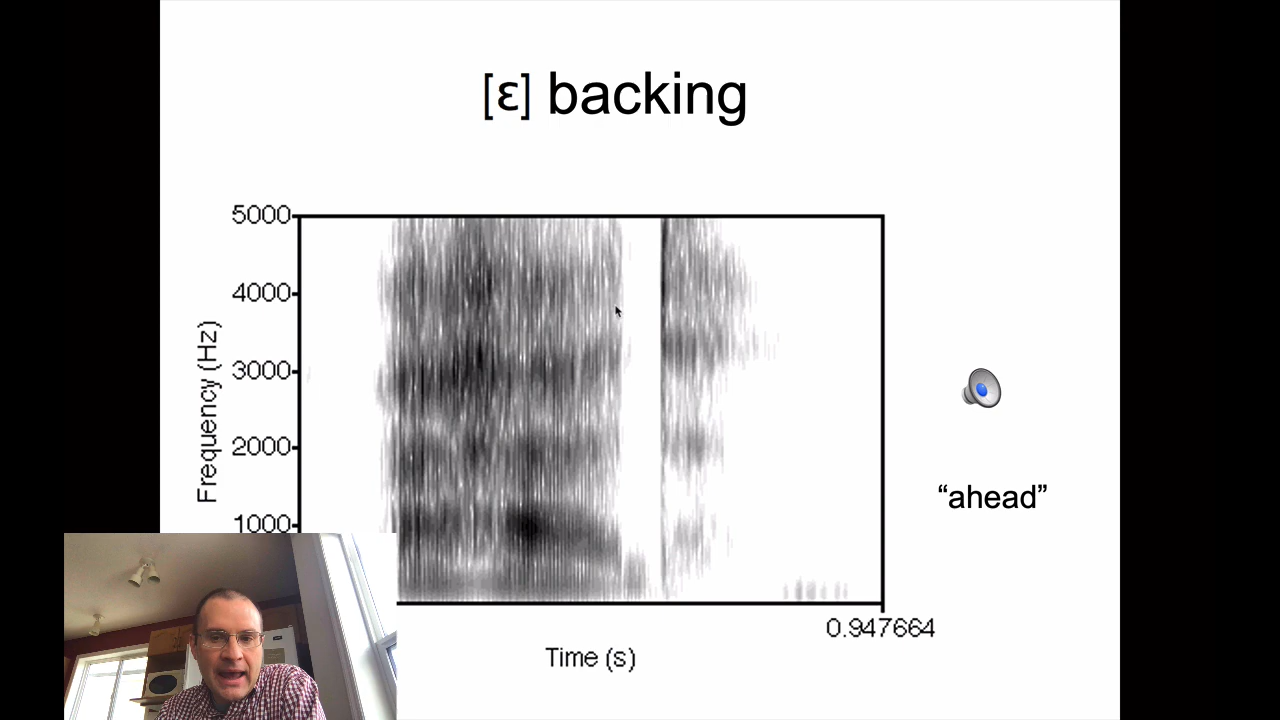 [ɛ] backing
5000
4000
3000
2000
1000
Frequency (Hz)
0.947664
Time (s)
“ahead”